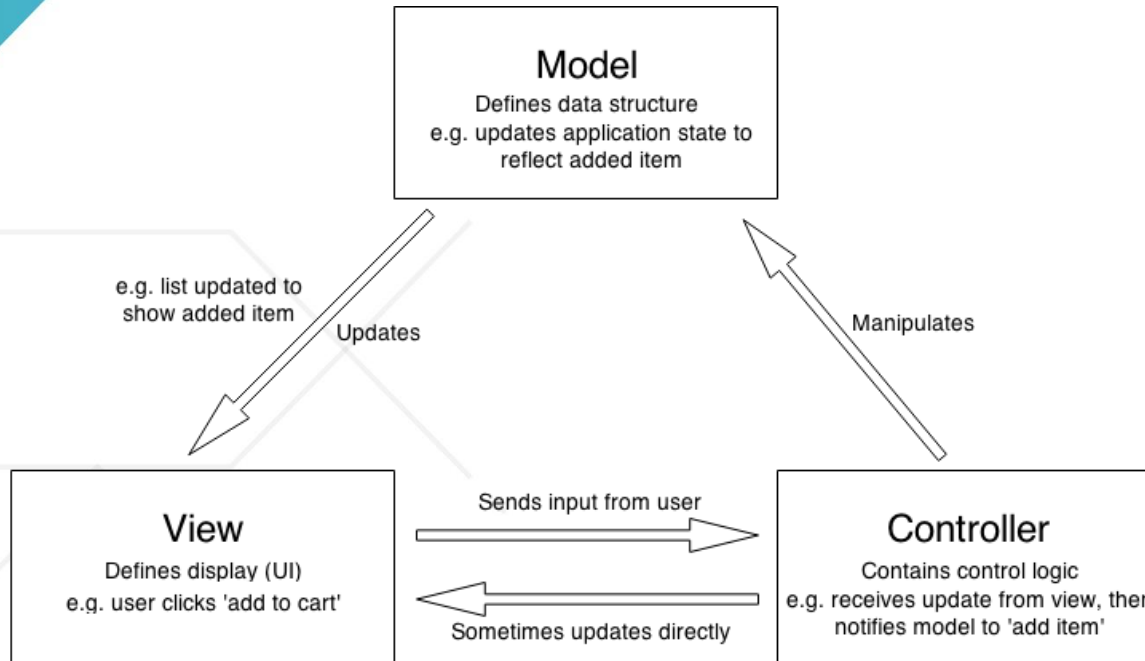 Model
Defines data structure
e.g. updates application state to
reflect added item
e.g. list updated to
show added item
Updates
Manipulates
View
Defines display (UI)
e.g. user clicks 'add to cart'
Sends input from user
Sometimes updates directly
Controller
Contains control logic
e.g. receives update from view, then
notifies model to 'add item'